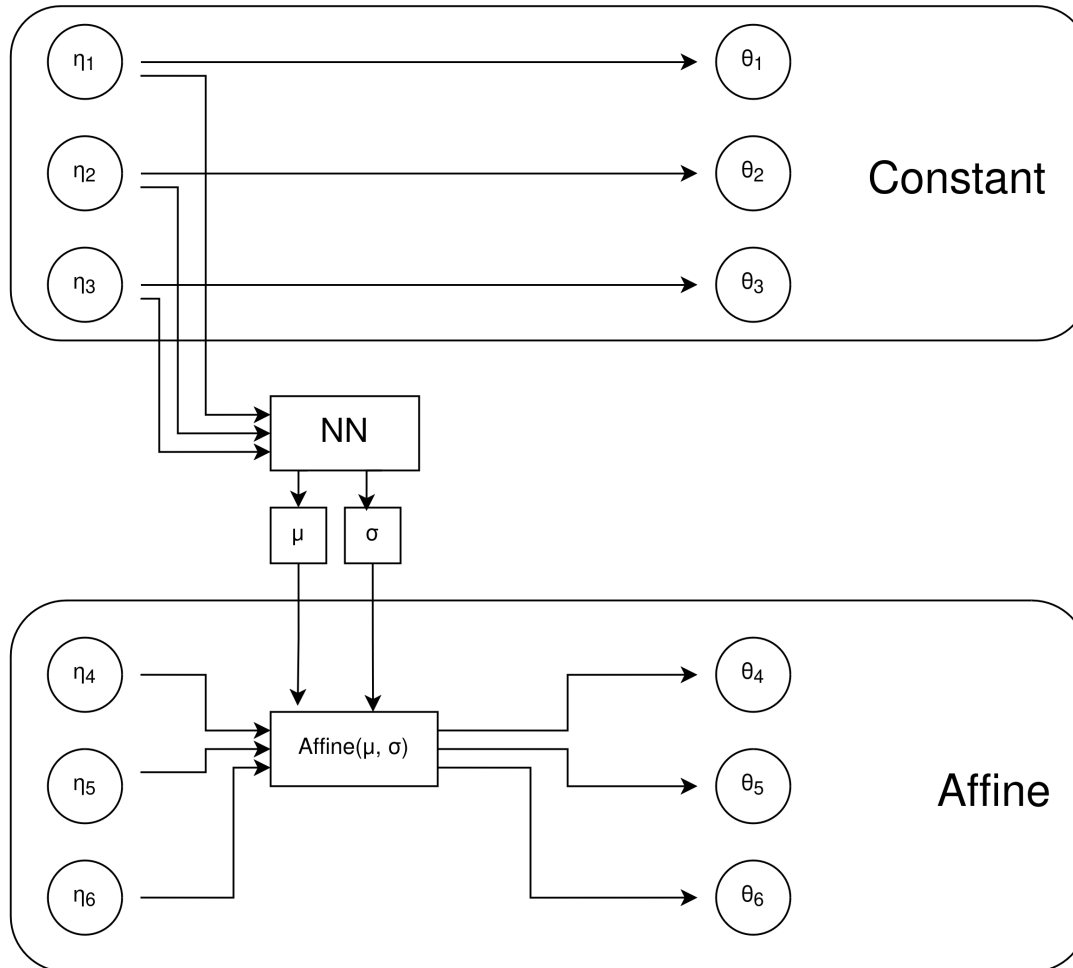 η1
θ1
η2
θ2
Constant
η3
θ3
NN
μ
σ
η4
θ4
Affine(μ, σ)
η5
θ5
Affine
η6
θ6